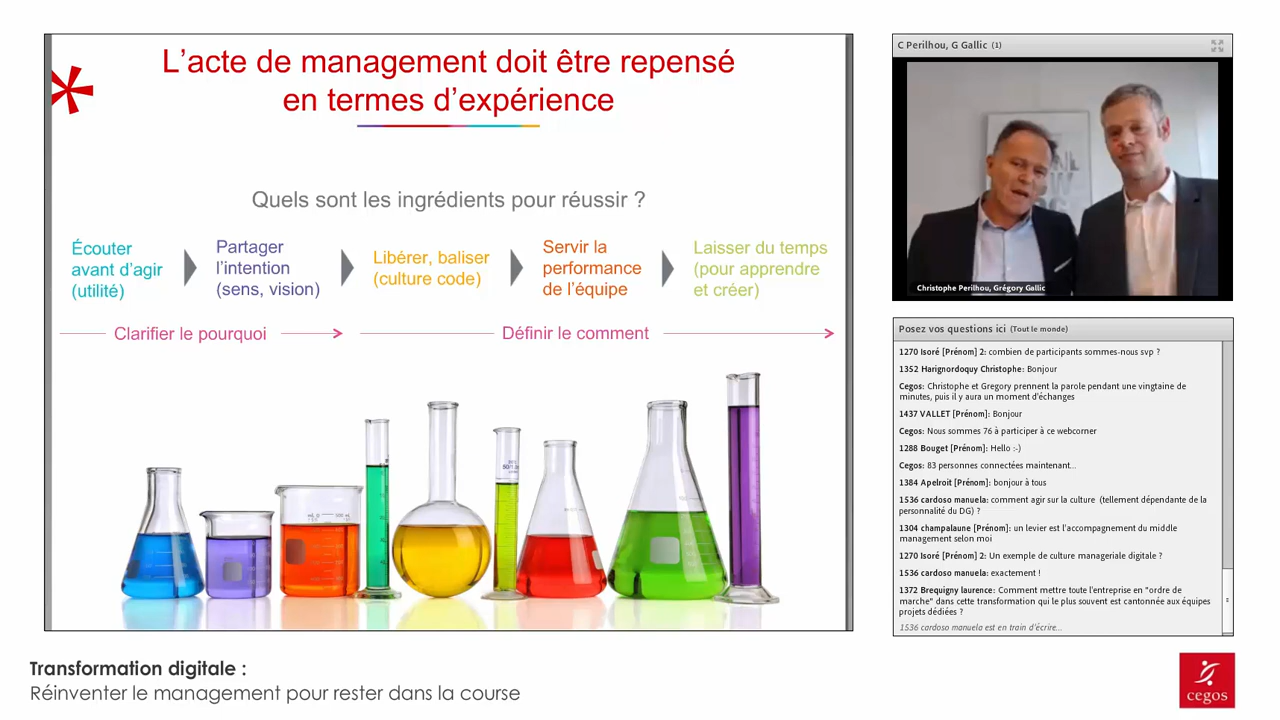 L'acte de management doit être repensé
en termes d'expérience
Quels sont les ingrédients pour réussir ?
Écouter
avant d'agir
(utilité)
Partager
l'intention
(sens, vision)
Libérer, baliser
(culture code)
Servir la
performance
de l'équipe
Laisser du temps
(pour apprendre
et créer)
Clarifier le pourquoi
Définir le comment
C Perilhou, G Gallic (1)
Christophe Perilhou, Grégory Gallic
Posez vos questions ici (Tout le monde)
1270 Isoré [Prénom] 2: combien de participants sommes-nous svp ?
1352 Harignordoquy Christophe: Bonjour
Cegos: Christophe et Gregory prennent la parole pendant une vingtaine de
minutes, puis il y aura un moment d'échanges
1437 VALLET [Prénom]: Bonjour
Cegos: Nous sommes 76 à participer à ce webcorner
1288 Bouget [Prénom]: Hello :-)
Cegos: 83 personnes connectées maintenant...
1384 Apelroit [Prénom]: bonjour à tous
1536 cardoso manuela: comment agir sur la culture (tellement dépendante de la
personnalité du DG) ?
1304 champalaune [Prénom]: un levier est l'accompagnement du middle
management selon moi
1270 Isoré [Prénom] 2: Un exemple de culture manageriale digitale ?
1536 cardoso manuela: exactement !
1372 Brequigny laurence: Comment mettre toute l'entreprise en "ordre de
marche" dans cette transformation qui le plus souvent est cantonnée aux équipes
projets dédiées ?
1536 cardoso manuela est en train d'écrire...
Transformation digitale :
Réinventer le management pour rester dans la course
cegos